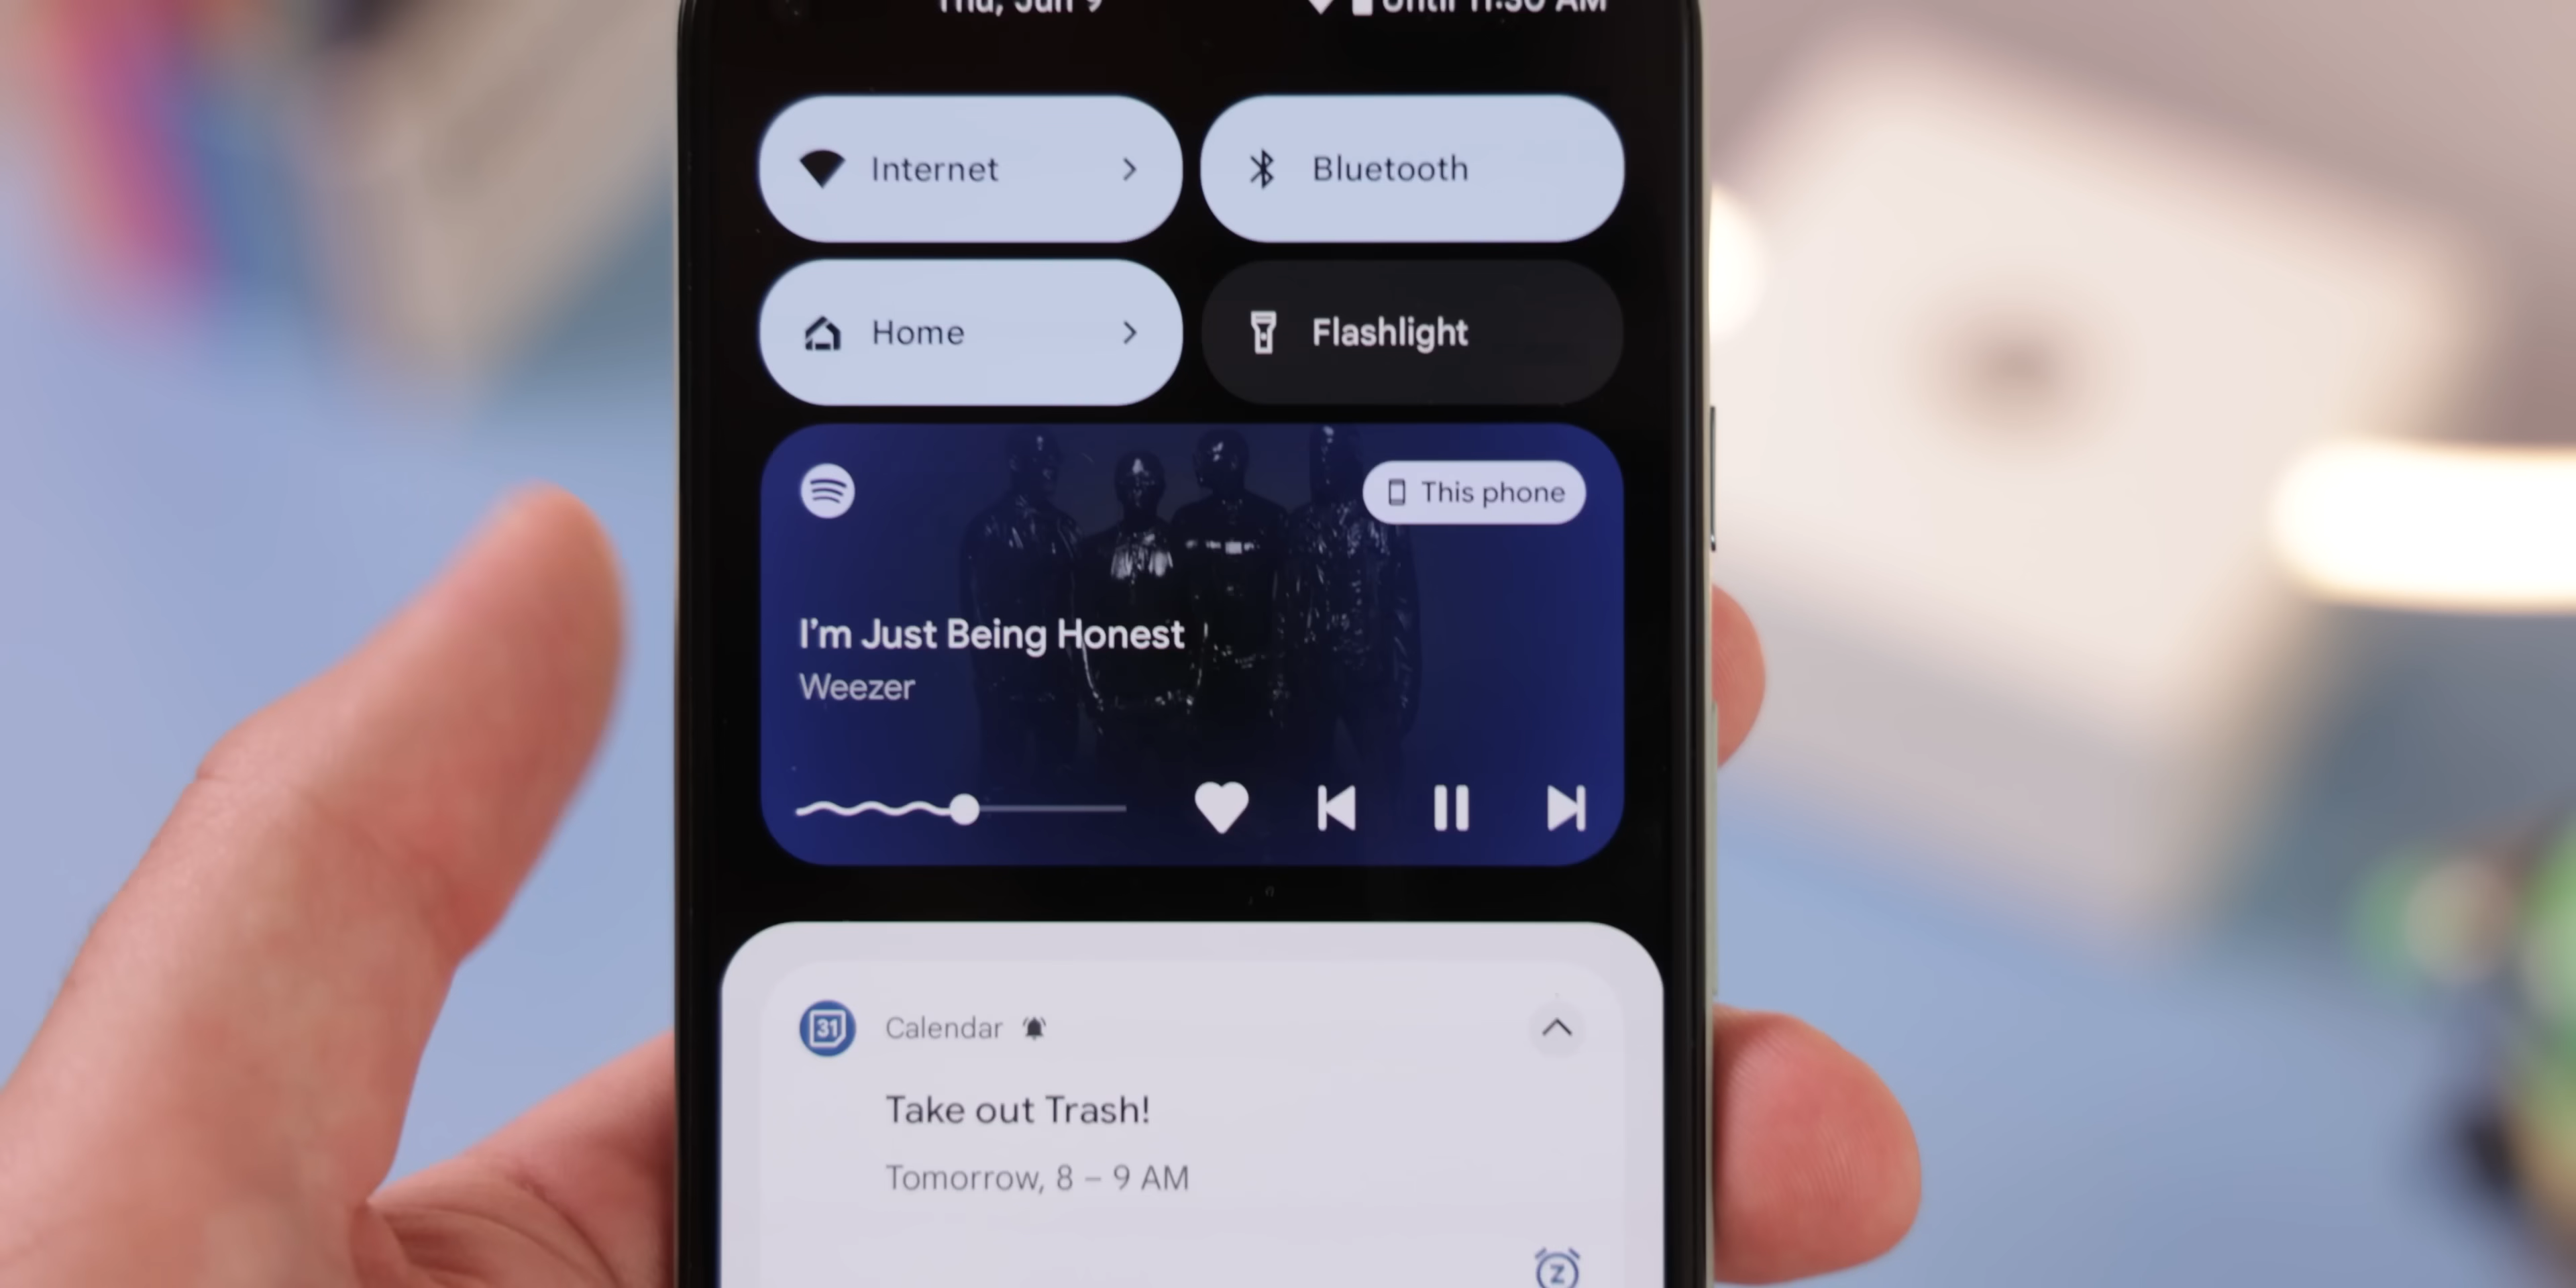 Thu, Jun 9
Until 11:30 AM
Internet
Bluetooth
Home
Flashlight
This phone
I'm Just Being Honest
Weezer
31
Calendar
Take out Trash!
Tomorrow, 8 – 9 AM
Z